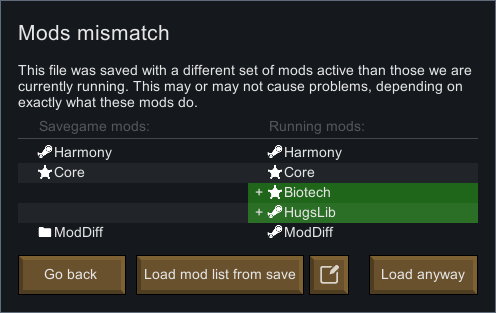 Mods mismatch
This file was saved with a different set of mods active than those we are
currently running. This may or may not cause problems, depending on
exactly what these mods do.
Savegame mods: Running mods:
Harmony Harmony
Core Core
+ Biotech
+ HugsLib
ModDiff ModDiff
Go back Load mod list from save Load anyway